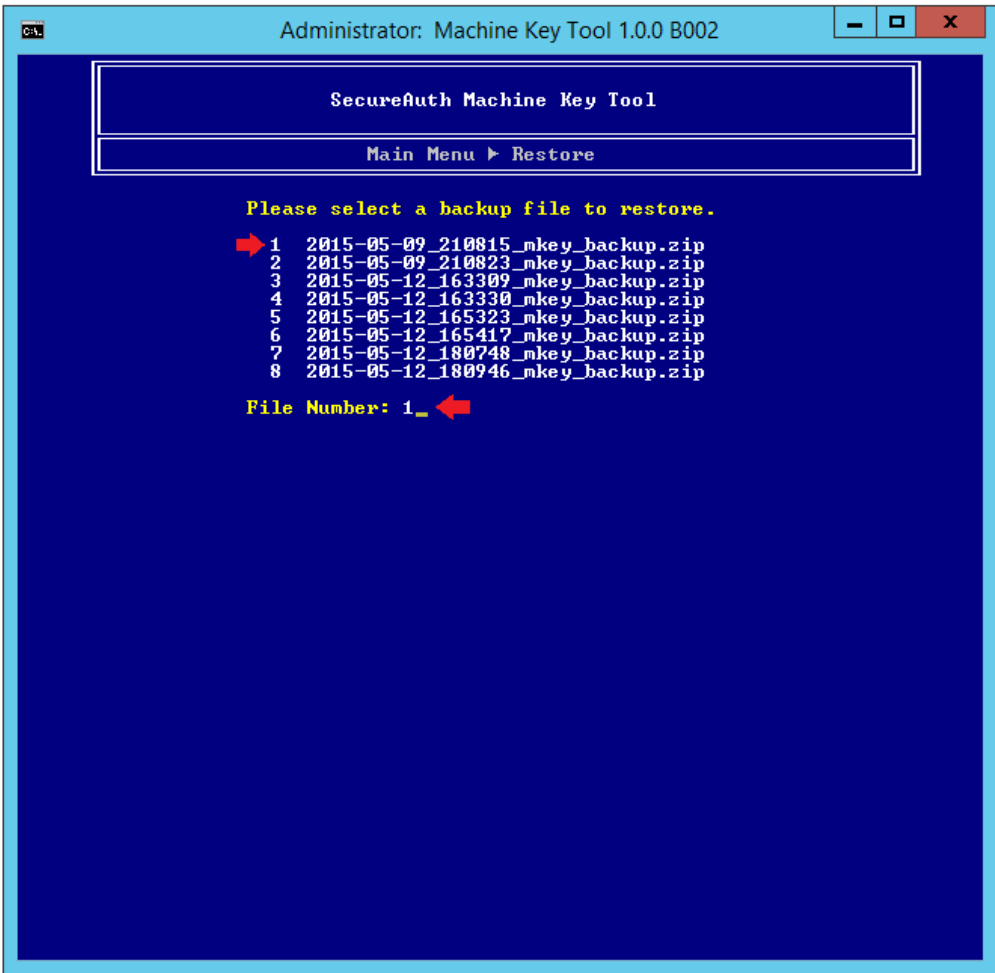 Administrator: Machine Key Tool 1.0.0 B002
SecureAuth Machine Key Tool
Main Menu ► Restore
Please select a backup file to restore.
1 2015-05-09_210815_mkey_backup.zip
2 2015-05-09_210823_mkey_backup.zip
3 2015-05-12_163309_mkey_backup.zip
4 2015-05-12_163330_mkey_backup.zip
5 2015-05-12_165323_mkey_backup.zip
6 2015-05-12_165417_mkey_backup.zip
7 2015-05-12_180748_mkey_backup.zip
8 2015-05-12_180946_mkey_backup.zip
File Number: 1_